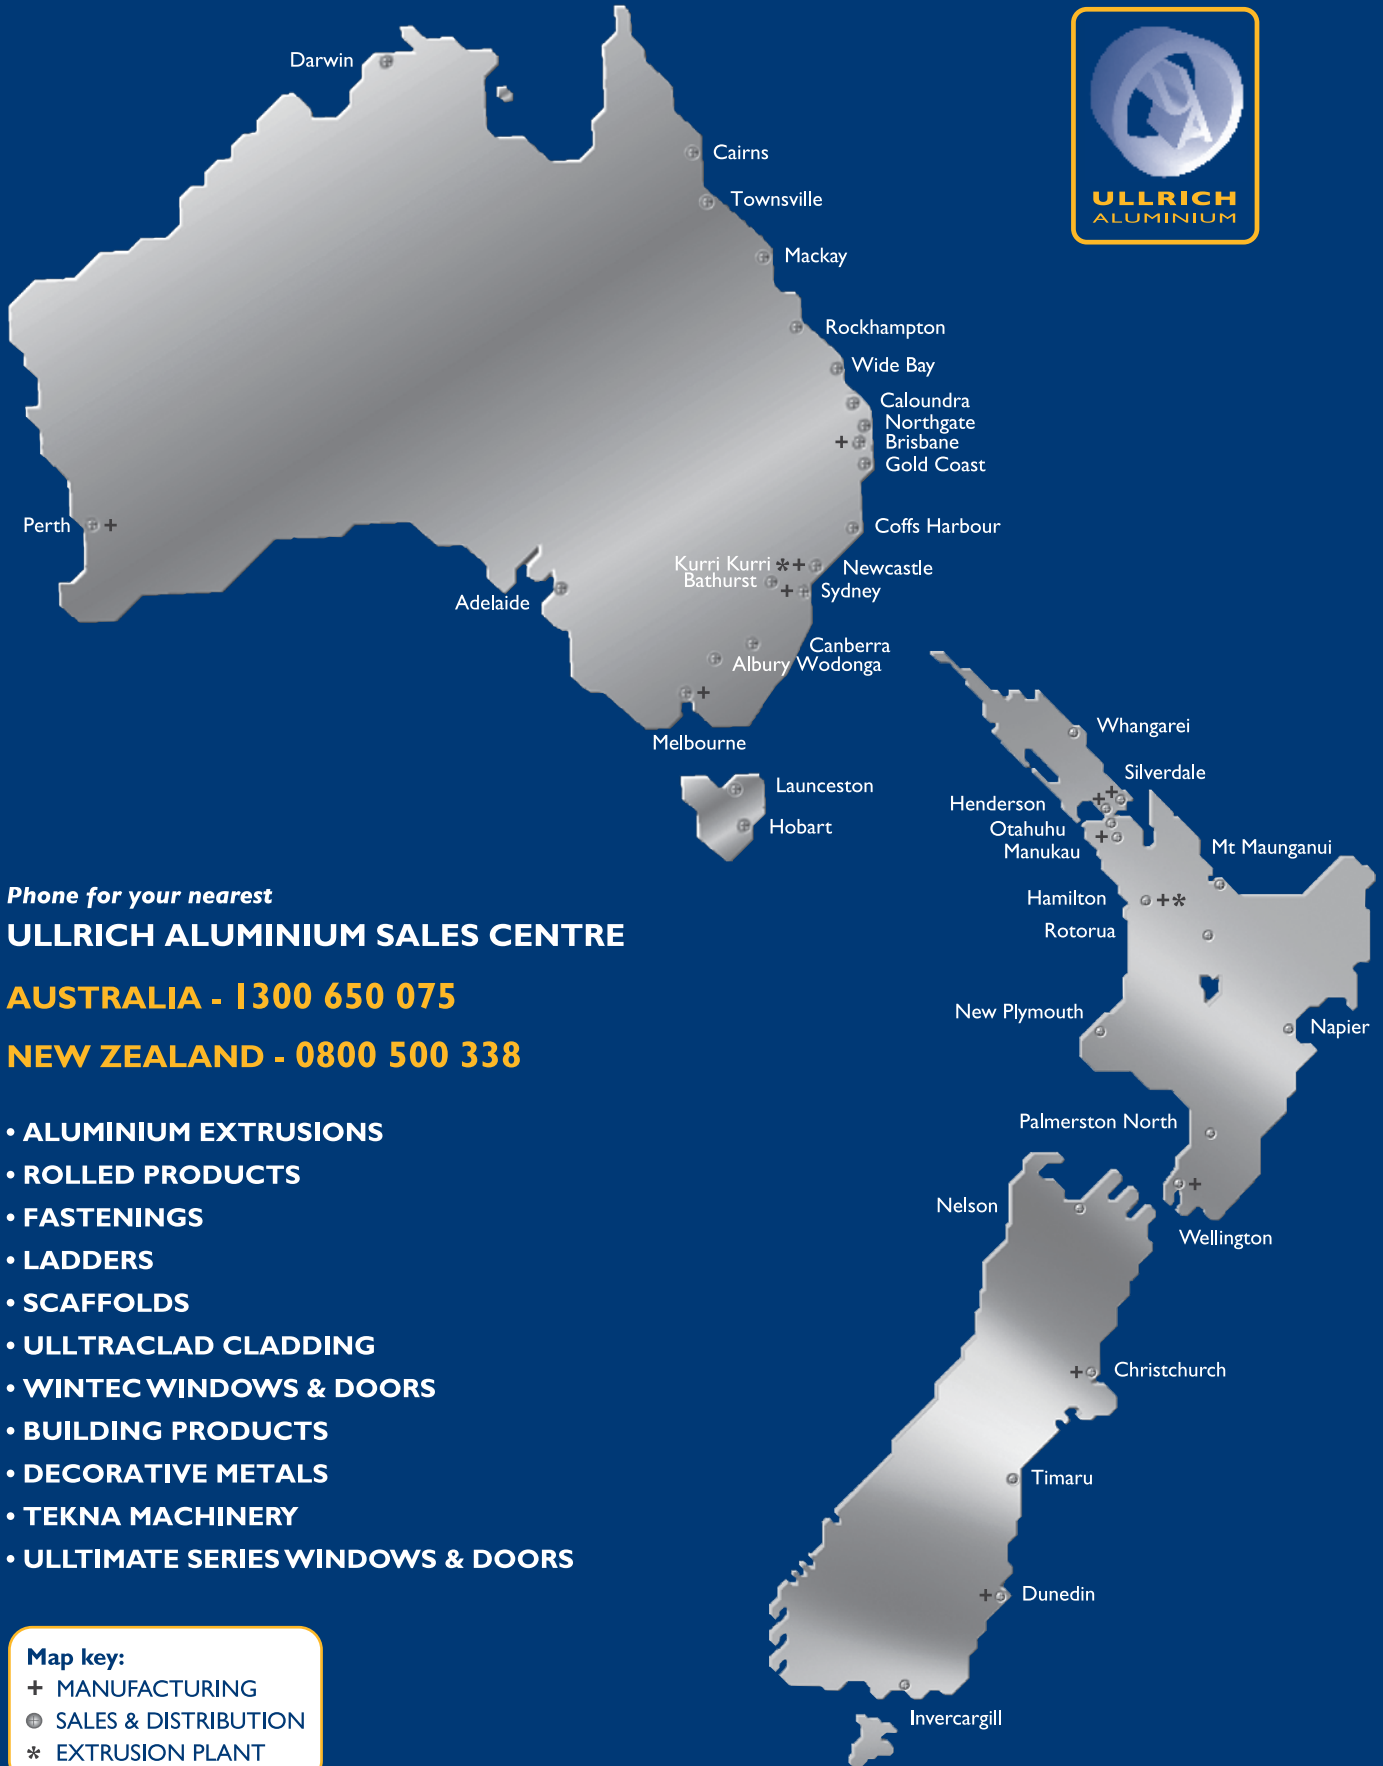 Darwin
Cairns
Townsville
Mackay
Rockhampton
Wide Bay
Caloundra
Northgate
+ Brisbane
Gold Coast
Perth +
Coffs Harbour
Kurri Kurri *+ Newcastle
Bathurst
+ Sydney
Adelaide
Canberra
Albury Wodonga
+
Melbourne
Launceston
Hobart
UA
ULLRICH
ALUMINIUM
Whangarei
Silverdale
Henderson + +
Otahuhu
Manukau +
Mt Maunganui
Hamilton +*
Rotorua
New Plymouth
Napier
Palmerston North
+
Wellington
Nelson
+ Christchurch
Timaru
+ Dunedin
Invercargill
Phone for your nearest
ULLRICH ALUMINIUM SALES CENTRE
AUSTRALIA - 1300 650 075
NEW ZEALAND - 0800 500 338
• ALUMINIUM EXTRUSIONS
• ROLLED PRODUCTS
• FASTENINGS
• LADDERS
• SCAFFOLDS
• ULLTRACLAD CLADDING
• WINTEC WINDOWS & DOORS
• BUILDING PRODUCTS
• DECORATIVE METALS
• TEKNA MACHINERY
• ULLTIMATE SERIES WINDOWS & DOORS
Map key:
+ MANUFACTURING
SALES & DISTRIBUTION
* EXTRUSION PLANT